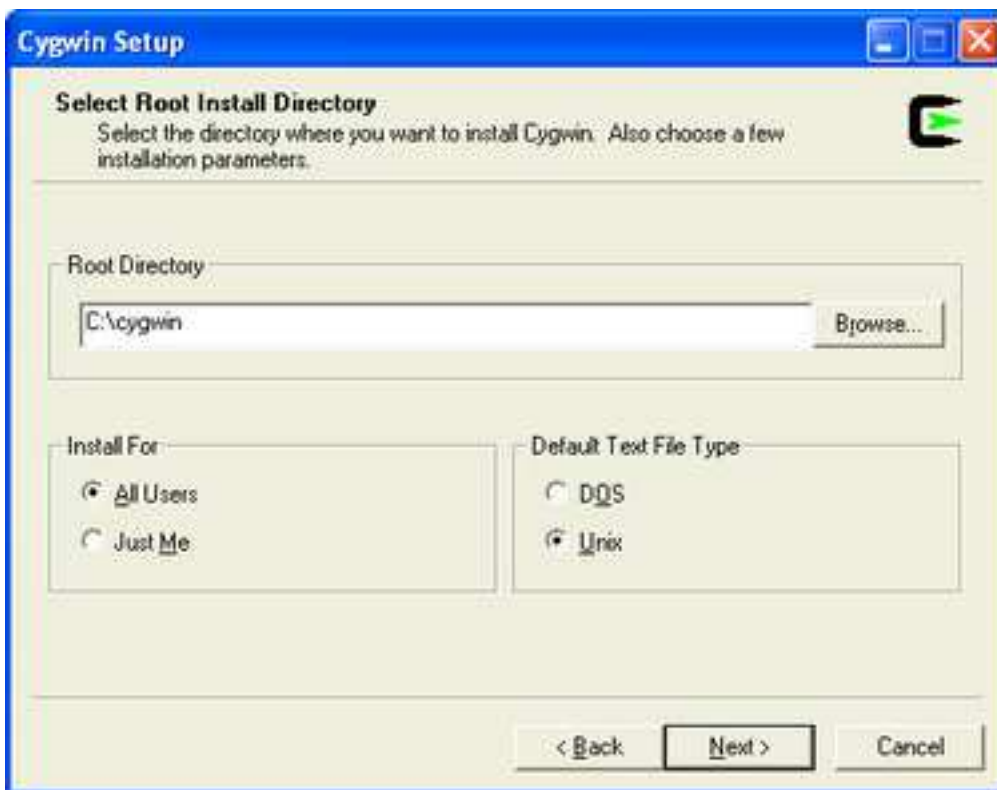 Cygwin Setup
Select Root Install Directory
Select the directory where you want to install Cygwin. Also choose a few
installation parameters.
Root Directory
C:\cygwin
Browse...
Install For
Default Text File Type
All Users
DOS
Just Me
Unix
< Back
Next >
Cancel